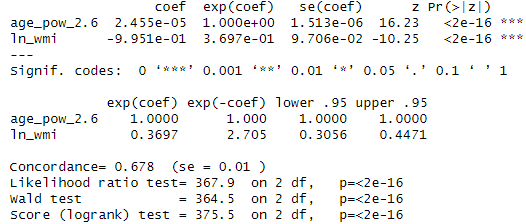 coef exp(coef) se(coef) z Pr(>|z|)
age_pow_2.6 2.455e-05 1.000e+00 1.513e-06 16.23 <2e-16 ***
ln_wmi -9.951e-01 3.697e-01 9.706e-02 -10.25 <2e-16 ***
---
Signif. codes: 0 ‘***’ 0.001 ‘**’ 0.01 ‘*’ 0.05 ‘.’ 0.1 ‘ ’ 1
exp(coef) exp(-coef) lower .95 upper .95
age_pow_2.6 1.0000 1.000 1.0000 1.0000
ln_wmi 0.3697 2.705 0.3056 0.4471
Concordance= 0.678 (se = 0.01 )
Likelihood ratio test= 367.9 on 2 df, p=<2e-16
Wald test = 364.5 on 2 df, p=<2e-16
Score (logrank) test = 375.5 on 2 df, p=<2e-16